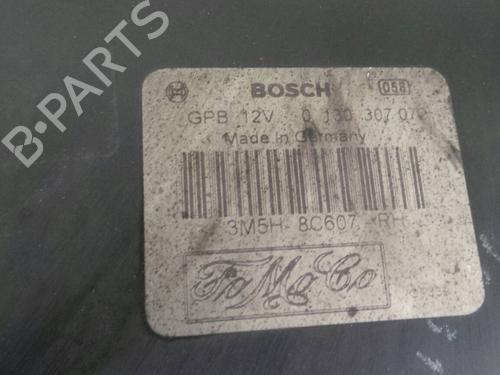 BOSCH 058
GPB 12V 0 130 307 070
Made in Germany
3M5H 8C607 RH
FoMoCo
B-PARTS